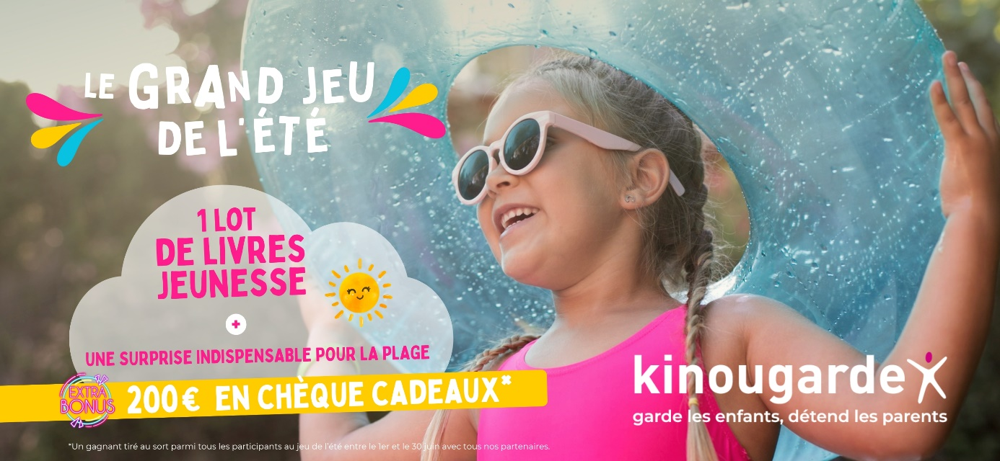 LE GRAND JEU
DE L'ÉTÉ
1 LOT
DE LIVRES
JEUNESSE
+
UNE SURPRISE INDISPENSABLE POUR LA PLAGE
EXTRA
BONUS
200€ EN CHÈQUE CADEAUX*
kinougarde
garde les enfants, détend les parents
*Un gagnant tiré au sort parmi tous les participants au jeu de l'été entre le 1er et le 30 juin avec tous nos partenaires.